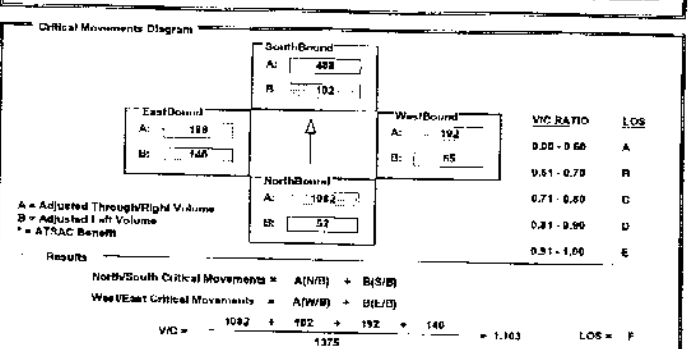 Critical Movements Diagram
SouthBound
A: 488
B: 102
EastBound
A: 188
B: 140
WestBound
A: 192
B: 65
NorthBound
A: 1082
B: 52
V/C RATIO LOS
0.00 - 0.60 A
0.61 - 0.70 B
0.71 - 0.80 C
0.81 - 0.90 D
0.91 - 1.00 E
A = Adjusted Through/Right Volume
B = Adjusted Left Volume
* = ATSAC Benefit
Results
North/South Critical Movements = A(N/B) + B(S/B)
West/East Critical Movements = A(W/B) + B(E/B)
V/C = 1082 + 102 + 192 + 140
1375
= 1.103 LOS = F